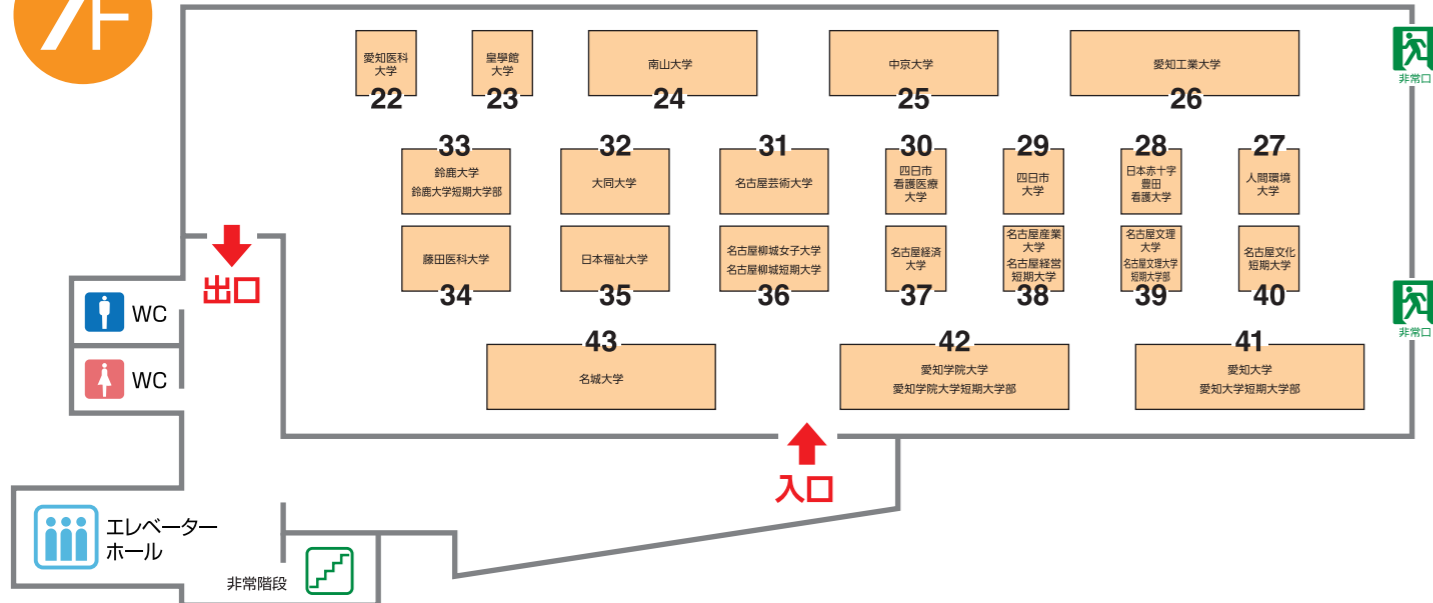 7F
愛知医科
大学
22
皇學館
大学
23
南山大学
24
中京大学
25
愛知工業大学
26
非常口
33
鈴鹿大学
鈴鹿大学短期大学部
32
大同大学
31
名古屋芸術大学
30
四日市
看護医療
大学
29
四日市
大学
28
日本赤十字
豊田
看護大学
27
人間環境
大学
藤田医科大学
34
日本福祉大学
35
名古屋柳城女子大学
名古屋柳城短期大学
36
名古屋経済
大学
37
名古屋産業
大学
名古屋経営
短期大学
38
名古屋文理
大学
名古屋文理大学
短期大学部
39
名古屋文化
短期大学
40
出口
非常口
WC
WC
43
名城大学
42
愛知学院大学
愛知学院大学短期大学部
41
愛知大学
愛知大学短期大学部
入口
エレベーター
ホール
非常階段